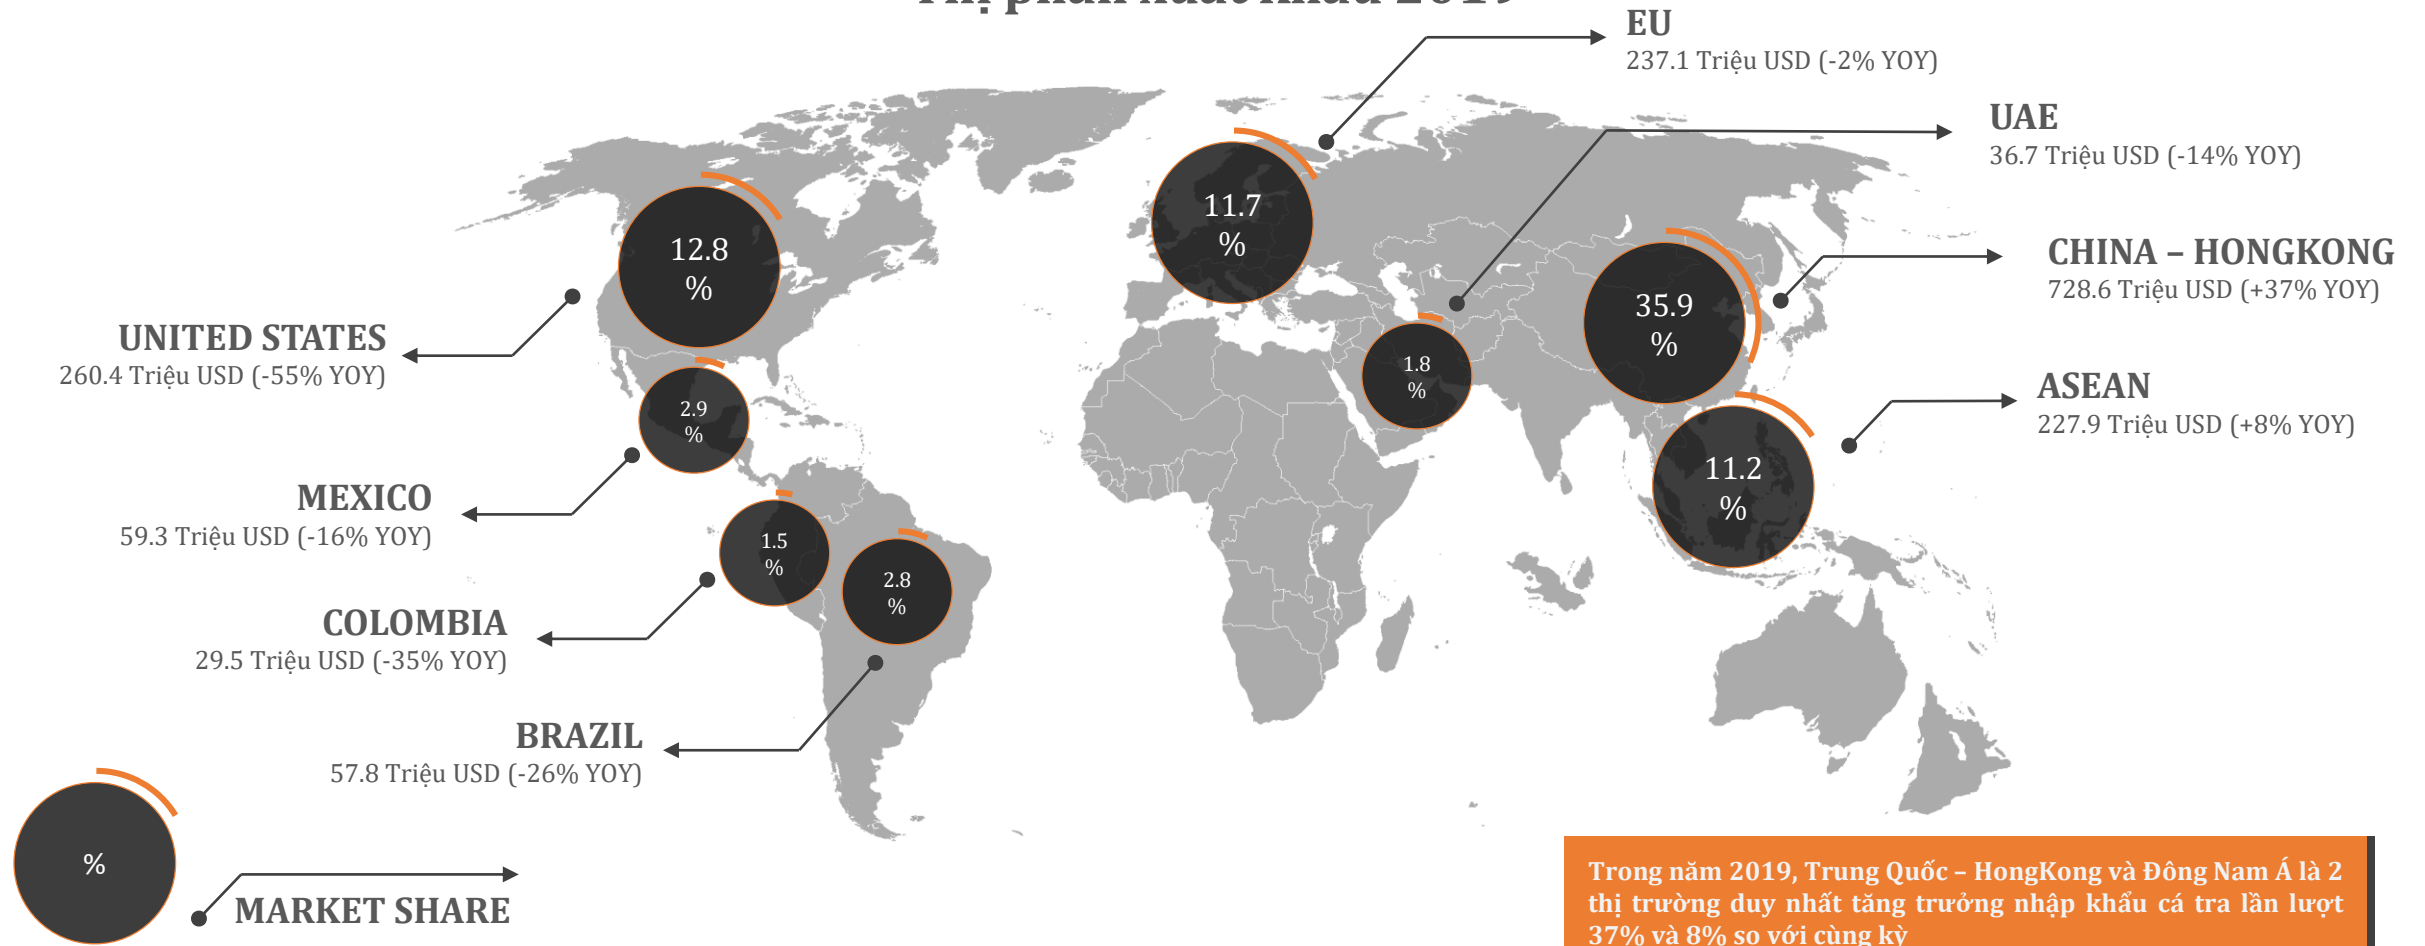 Thị phần xuất khẩu 2019
EU
237.1 Triệu USD (-2% YOY)
UAE
36.7 Triệu USD (-14% YOY)
11.7
%
12.8
%
CHINA – HONGKONG
728.6 Triệu USD (+37% YOY)
35.9
%
UNITED STATES
260.4 Triệu USD (-55% YOY)
1.8
%
ASEAN
227.9 Triệu USD (+8% YOY)
2.9
%
11.2
%
MEXICO
59.3 Triệu USD (-16% YOY)
1.5
%
2.8
%
COLOMBIA
29.5 Triệu USD (-35% YOY)
BRAZIL
57.8 Triệu USD (-26% YOY)
%
MARKET SHARE
Trong năm 2019, Trung Quốc – HongKong và Đông Nam Á là 2
thị trường duy nhất tăng trưởng nhập khẩu cá tra lần lượt
37% và 8% so với cùng kỳ